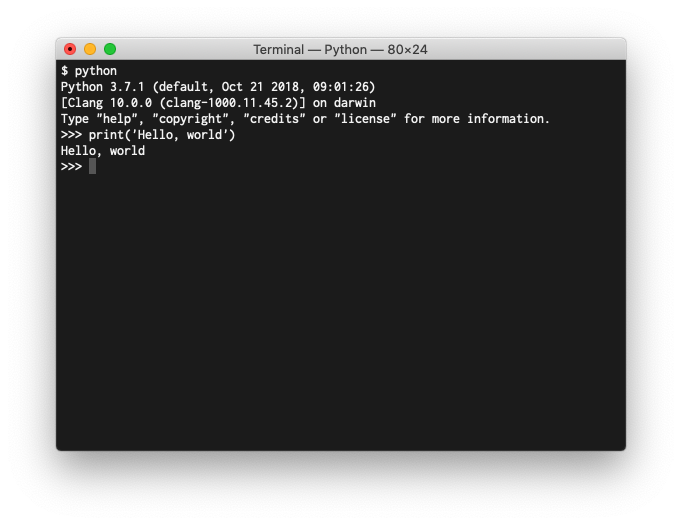 Terminal — Python — 80×24
$ python
Python 3.7.1 (default, Oct 21 2018, 09:01:26)
[Clang 10.0.0 (clang-1000.11.45.2)] on darwin
Type "help", "copyright", "credits" or "license" for more information.
>>> print('Hello, world')
Hello, world
>>>